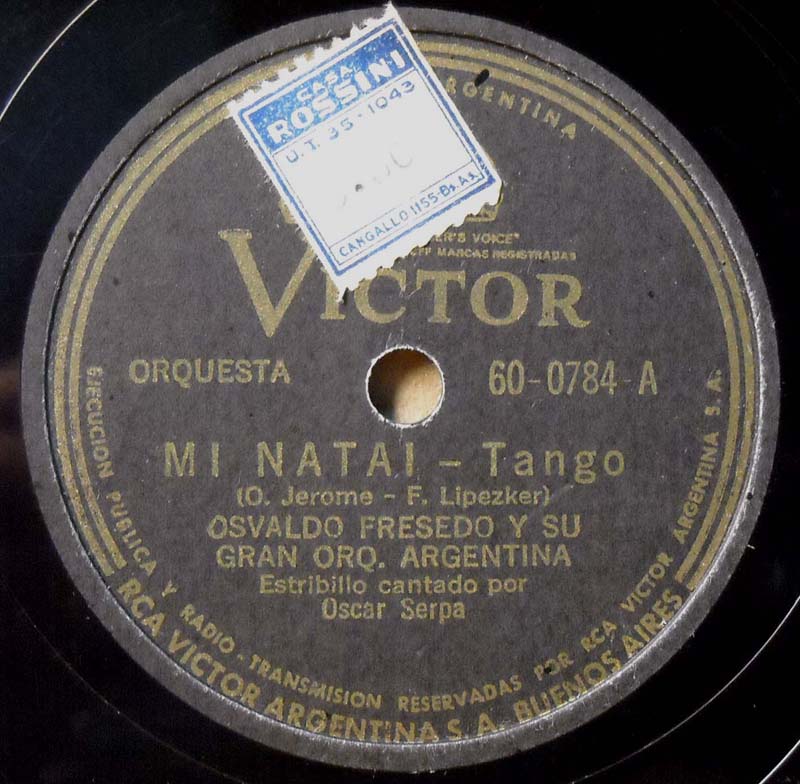 CASA
ROSSINI
U.T. 35-1043
CANGALLO 1155-Bs.As.
ARGENTINA
VOICE"
MARCAS REGISTRADAS
VICTOR
ORQUESTA
60-0784-A
MI NATAI - Tango
(O. Jerome - F. Lipezker)
OSVALDO FRESEDO Y SU
GRAN ORQ. ARGENTINA
Estribillo cantado por
Oscar Serpa
EJECUCION PUBLICA Y RADIO-TRANSMISION RESERVADAS POR RCA VICTOR ARGENTINA S.A.
RCA VICTOR ARGENTINA S.A. BUENOS AIRES